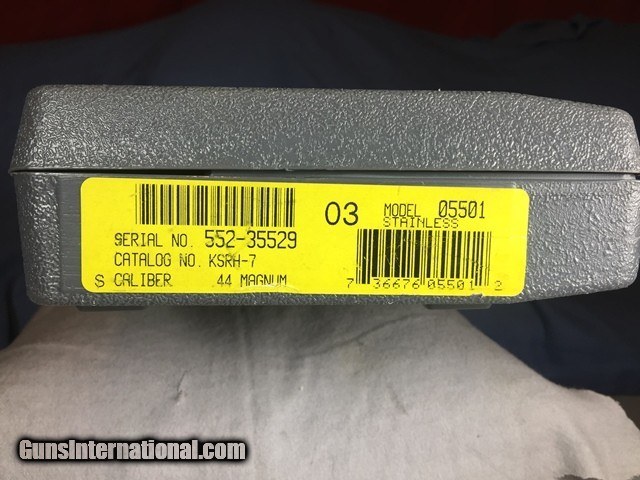 03
MODEL 05501
STAINLESS
SERIAL NO. 552-35529
CATALOG NO. KSRH-7
S CALIBER .44 MAGNUM
7 36676 05501 2
GunsInternational.com